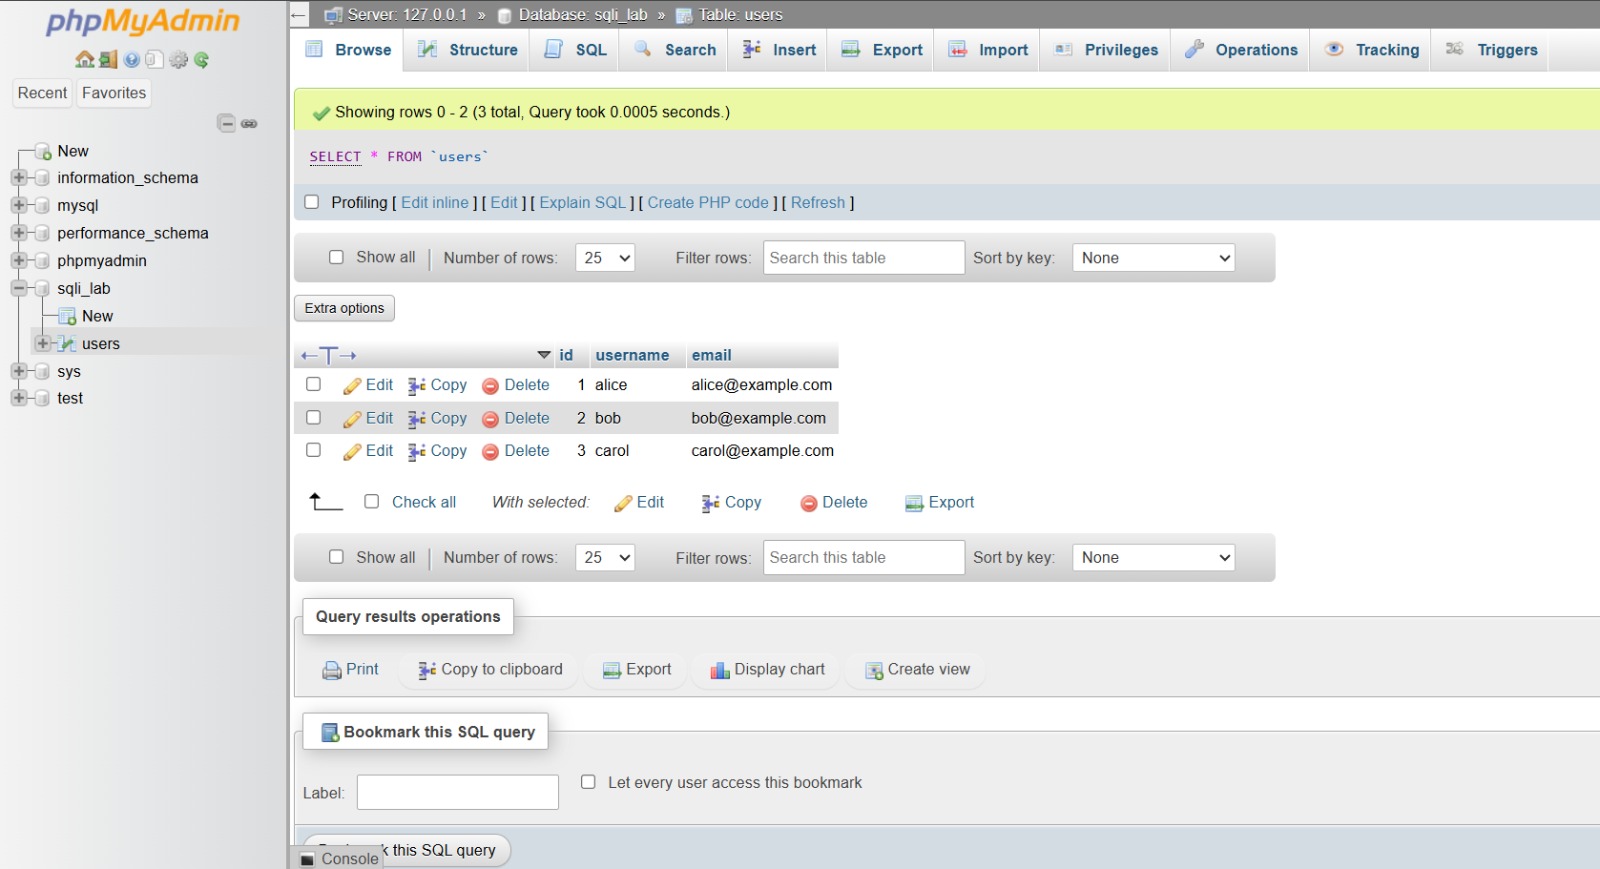 phpMyAdmin
Recent Favorites
New
information_schema
mysql
performance_schema
phpmyadmin
sqli_lab
New
users
sys
test
Server: 127.0.0.1 » Database: sqli_lab » Table: users
Browse Structure SQL Search Insert Export Import Privileges Operations Tracking Triggers
Showing rows 0 - 2 (3 total, Query took 0.0005 seconds.)
SELECT * FROM `users`
Profiling [ Edit inline ] [ Edit ] [ Explain SQL ] [ Create PHP code ] [ Refresh ]
Show all Number of rows: 25 Filter rows: Search this table Sort by key: None
Extra options
←T→ id username email
Edit Copy Delete 1 alice alice@example.com
Edit Copy Delete 2 bob bob@example.com
Edit Copy Delete 3 carol carol@example.com
Check all With selected: Edit Copy Delete Export
Show all Number of rows: 25 Filter rows: Search this table Sort by key: None
Query results operations
Print Copy to clipboard Export Display chart Create view
Bookmark this SQL query
Label: Let every user access this bookmark
this SQL query
Console